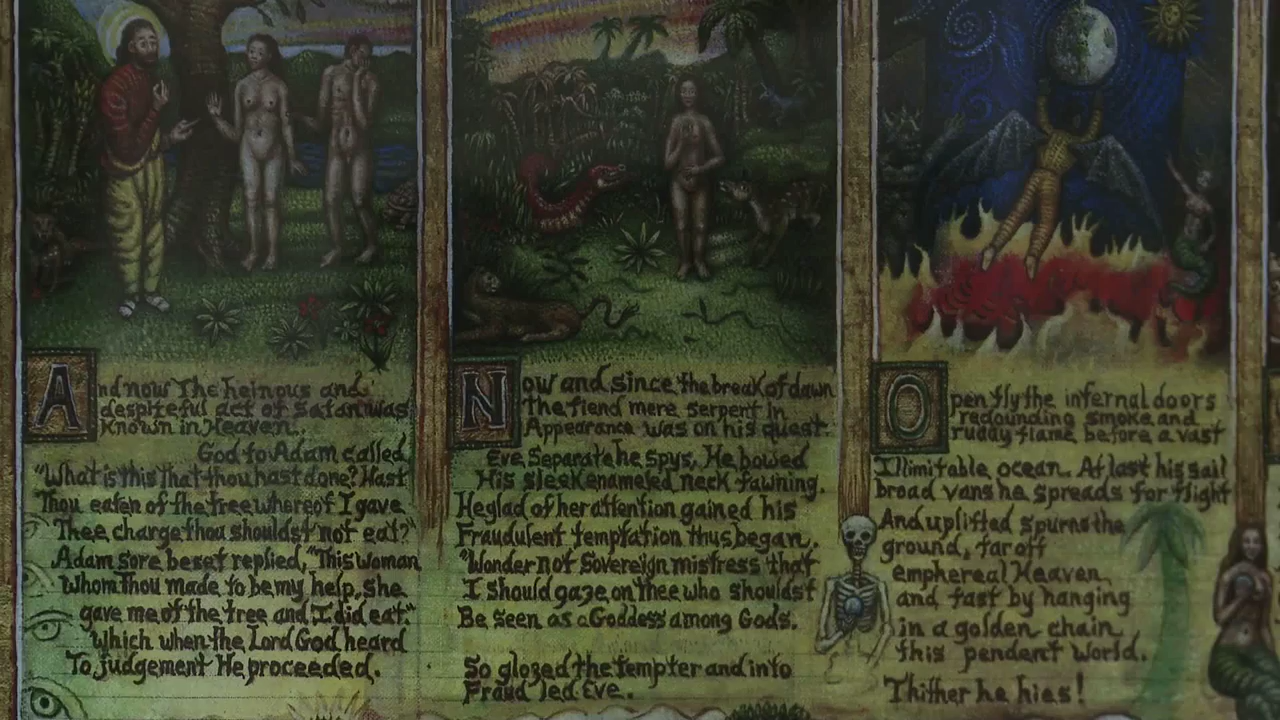 And now The heinous and
despiteful act of Satan was
Known in Heaven.
God to Adam called,
"What is this That thou hast done? Hast
Thou eaten of the tree whereof I gave
Thee, charge thou shouldst not eat?"
Adam sore beset replied, "This Woman
Whom thou made to be my help, she
gave me of the tree and I did eat."
Which when the Lord God heard
To judgement He proceeded.
Now and since the break of dawn
The fiend mere serpent in
Appearance was on his quest.
Eve Separate he spys, He bowed
His sleek enameled neck fawning.
He glad of her attention gained his
Fraudulent temptation thus began.
"Wonder not Sovereign mistress that
I should gaze on thee who shouldst
Be seen as a Goddess among Gods.
So glozed the tempter and into
Fraud led Eve.
Open fly the infernal doors
redounding smoke and
ruddy flame before a vast
Illimitable ocean. At last his sail
broad vans he spreads for flight
And uplifted spurns the
ground, far off
emphereal Heaven
and fast by hanging
in a golden chain
this pendent world.
Thither he hies!